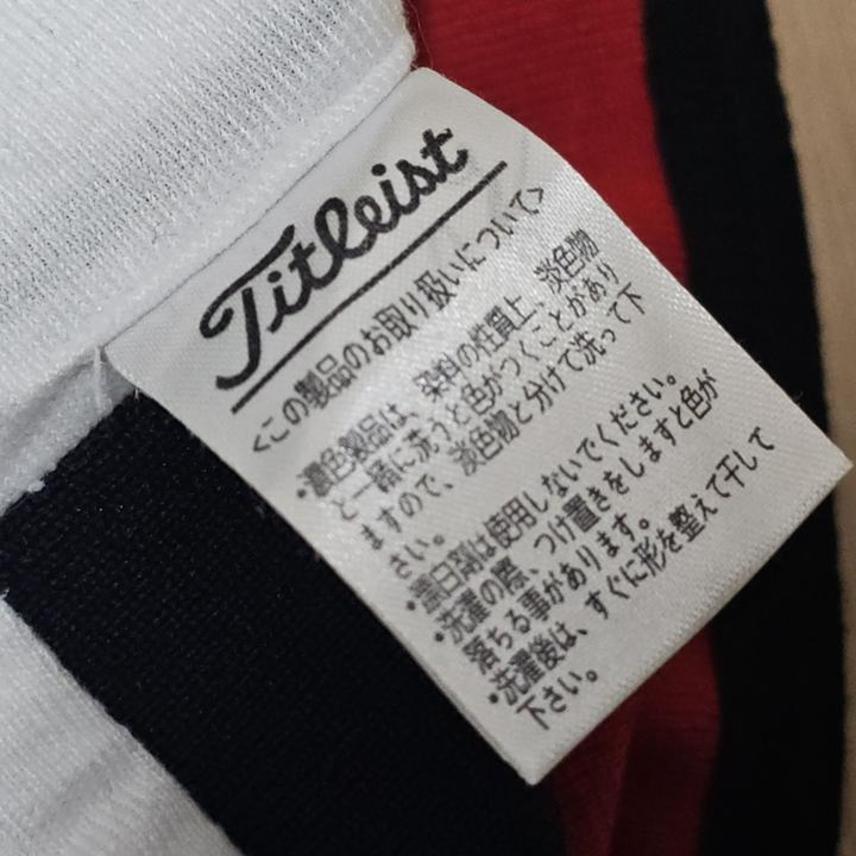 Titleist
<この製品のお取り扱いについて>
・濃色製品は、染料の性質上、淡色物
と一緒に洗うと色がつくことがあり
ますので、淡色物と分けて洗って下
さい。
・漂白剤は使用しないでください。
・洗濯の際、つけ置きをしますと色が
落ちる事があります。
・洗濯後は、すぐに形を整えて干して
下さい。